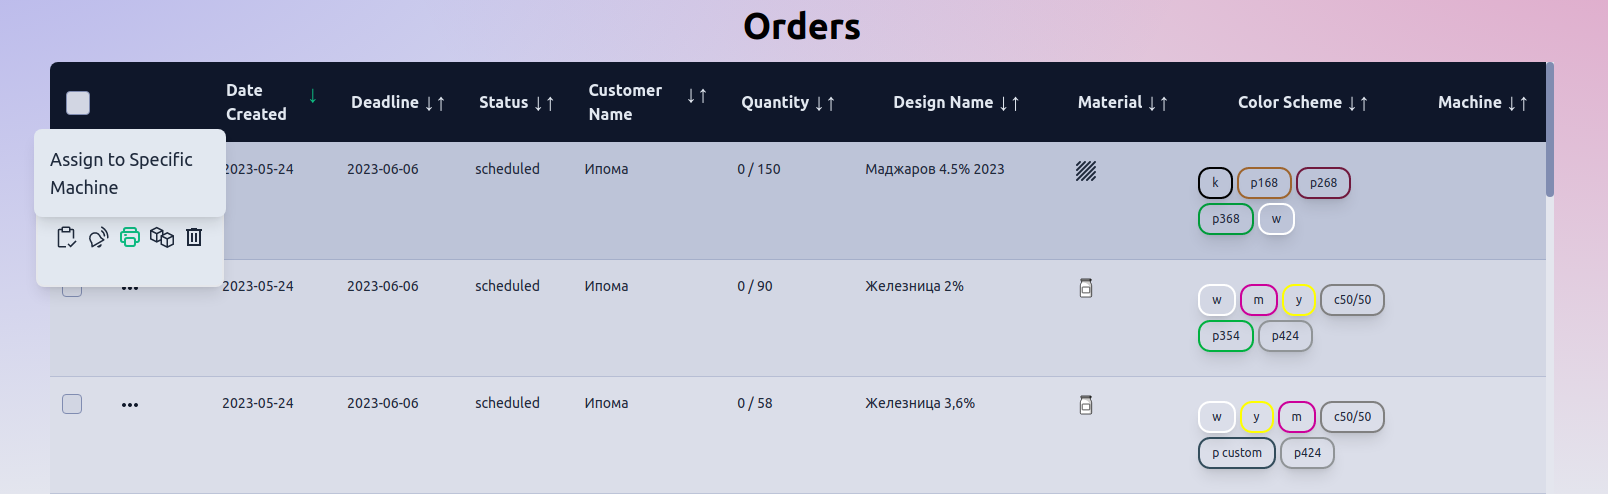 Orders
Date Created
Deadline
Status
Customer Name
Quantity
Design Name
Material
Color Scheme
Machine
Assign to Specific
Machine
2023-05-24 2023-06-06 scheduled Ипома 0 / 150 Маджаров 4.5% 2023
k p168 p268
p368 w
2023-05-24 2023-06-06 scheduled Ипома 0 / 90 Железница 2%
w m y c50/50
p354 p424
2023-05-24 2023-06-06 scheduled Ипома 0 / 58 Железница 3,6%
w y m c50/50
p custom p424